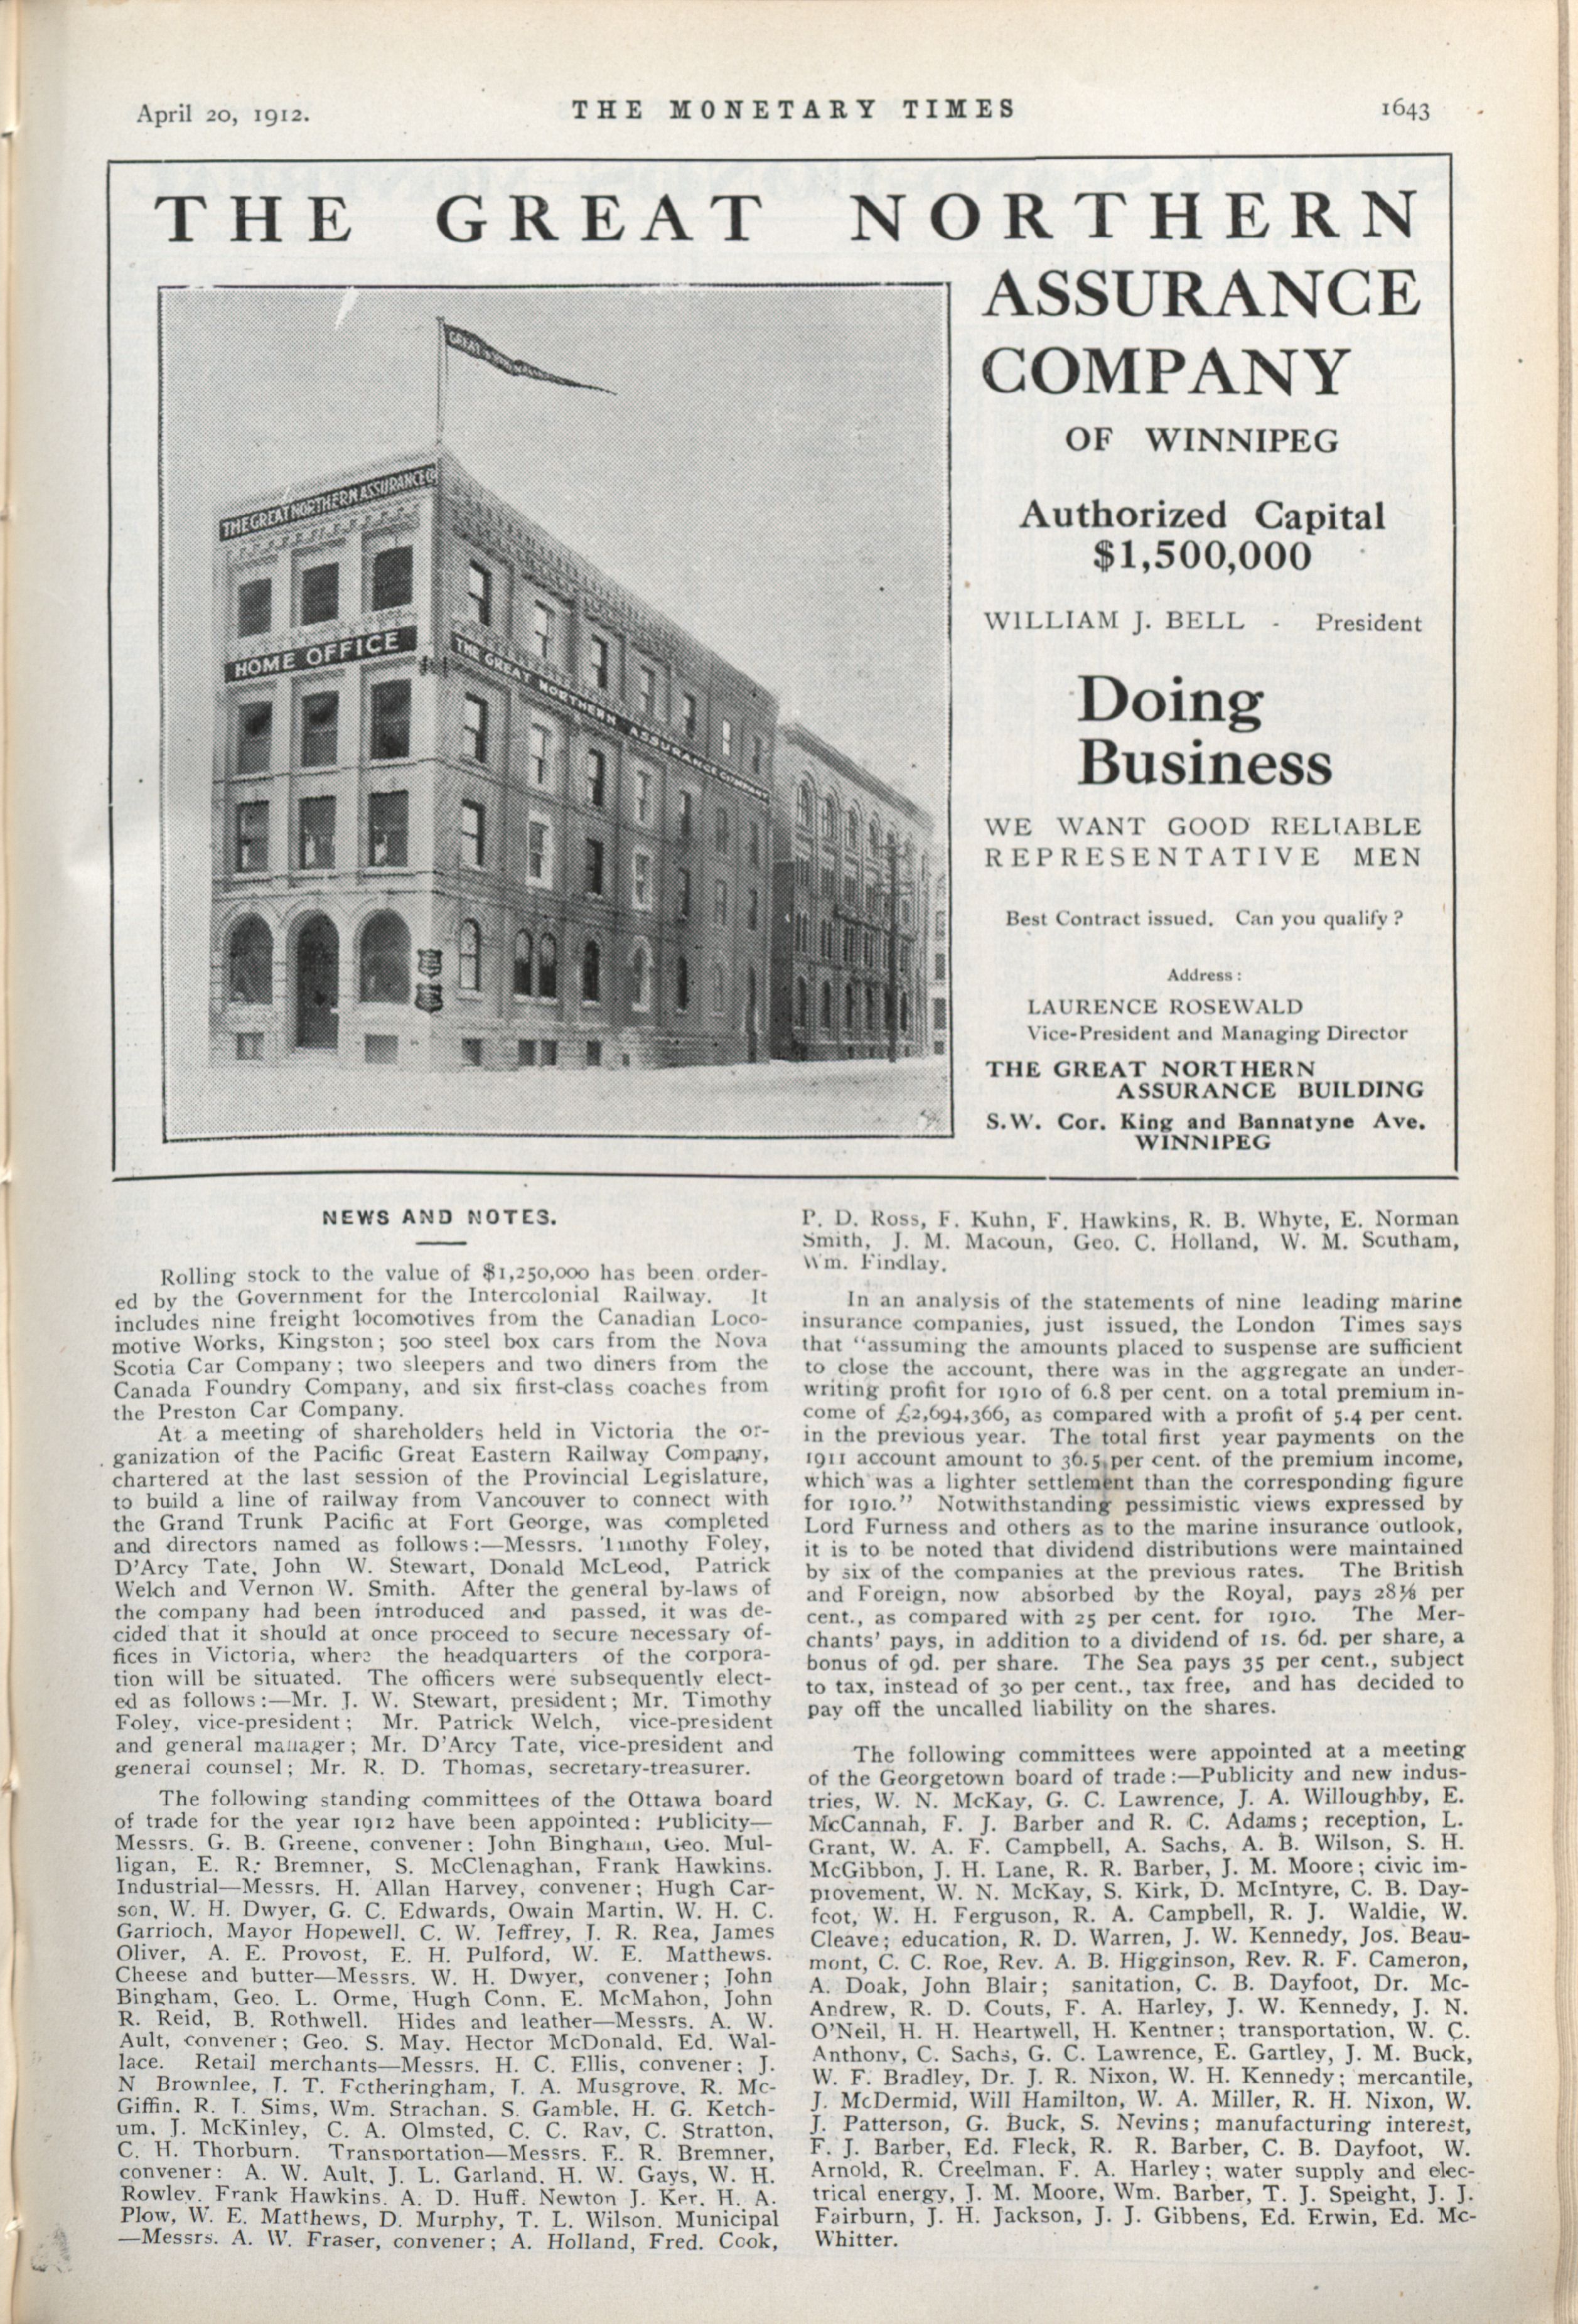 April 20, 1912.
THE MONETARY TIMES
1643
THE GREAT NORTHERN
ASSURANCE
COMPANY
OF WINNIPEG
Authorized Capital
$1,500,000
WILLIAM J. BELL - President
Doing
Business
WE WANT GOOD RELIABLE
REPRESENTATIVE MEN
Best Contract issued. Can you qualify?
Address:
LAURENCE ROSEWALD
Vice-President and Managing Director
THE GREAT NORTHERN
ASSURANCE BUILDING
S.W. Cor. King and Bannatyne Ave.
WINNIPEG
GREAT
THE GREAT NORTHERN ASSURANCE Co
HOME OFFICE
THE GREAT NORTHERN ASSURANCE COMPANY
NEWS AND NOTES.
Rolling stock to the value of $1,250,000 has been order-
ed by the Government for the Intercolonial Railway. It
includes nine freight locomotives from the Canadian Loco-
motive Works, Kingston; 500 steel box cars from the Nova
Scotia Car Company; two sleepers and two diners from the
Canada Foundry Company, and six first-class coaches from
the Preston Car Company.
At a meeting of shareholders held in Victoria the or-
ganization of the Pacific Great Eastern Railway Company,
chartered at the last session of the Provincial Legislature,
to build a line of railway from Vancouver to connect with
the Grand Trunk Pacific at Fort George, was completed
and directors named as follows:—Messrs. Timothy Foley,
D'Arcy Tate, John W. Stewart, Donald McLeod, Patrick
Welch and Vernon W. Smith. After the general by-laws of
the company had been introduced and passed, it was de-
cided that it should at once proceed to secure necessary of-
fices in Victoria, where the headquarters of the corpora-
tion will be situated. The officers were subsequently elect-
ed as follows:—Mr. J. W. Stewart, president; Mr. Timothy
Foley, vice-president; Mr. Patrick Welch, vice-president
and general manager; Mr. D'Arcy Tate, vice-president and
general counsel; Mr. R. D. Thomas, secretary-treasurer.
The following standing committees of the Ottawa board
of trade for the year 1912 have been appointed: Publicity—
Messrs. G. B. Greene, convener; John Bingham, Geo. Mul-
ligan, E. R. Bremner, S. McClenaghan, Frank Hawkins.
Industrial—Messrs. H. Allan Harvey, convener; Hugh Car-
son, W. H. Dwyer, G. C. Edwards, Owain Martin, W. H. C.
Garrioch, Mayor Hopewell, C. W. Jeffrey, J. R. Rea, James
Oliver, A. E. Provost, E. H. Pulford, W. E. Matthews.
Cheese and butter—Messrs. W. H. Dwyer, convener; John
Bingham, Geo. L. Orme, Hugh Conn, E. McMahon, John
R. Reid, B. Rothwell. Hides and leather—Messrs. A. W.
Ault, convener; Geo. S. May, Hector McDonald, Ed. Wal-
lace. Retail merchants—Messrs. H. C. Ellis, convener; J.
N Brownlee, J. T. Fotheringham, J. A. Musgrove, R. Mc-
Giffin, R. J. Sims, Wm. Strachan, S. Gamble, H. G. Ketch-
um, J. McKinley, C. A. Olmsted, C. C. Ray, C. Stratton,
C. H. Thorburn. Transportation—Messrs. E. R. Bremner,
convener: A. W. Ault, J. L. Garland, H. W. Gays, W. H.
Rowley, Frank Hawkins, A. D. Huff, Newton J. Ker, H. A.
Plow, W. E. Matthews, D. Murphy, T. L. Wilson. Municipal
—Messrs. A. W. Fraser, convener; A. Holland, Fred. Cook,
P. D. Ross, F. Kuhn, F. Hawkins, R. B. Whyte, E. Norman
Smith, J. M. Macoun, Geo. C. Holland, W. M. Southam,
Wm. Findlay.
In an analysis of the statements of nine leading marine
insurance companies, just issued, the London Times says
that "assuming the amounts placed to suspense are sufficient
to close the account, there was in the aggregate an under-
writing profit for 1910 of 6.8 per cent. on a total premium in-
come of £2,694,366, as compared with a profit of 5.4 per cent.
in the previous year. The total first year payments on the
1911 account amount to 36.5 per cent. of the premium income,
which was a lighter settlement than the corresponding figure
for 1910." Notwithstanding pessimistic views expressed by
Lord Furness and others as to the marine insurance outlook,
it is to be noted that dividend distributions were maintained
by six of the companies at the previous rates. The British
and Foreign, now absorbed by the Royal, pays per
cent., as compared with 25 per cent. for 1910. The Mer-
chants' pays, in addition to a dividend of 1s. 6d. per share, a
bonus of 9d. per share. The Sea pays 35 per cent., subject
to tax, instead of 30 per cent., tax free, and has decided to
pay off the uncalled liability on the shares.
The following committees were appointed at a meeting
of the Georgetown board of trade:—Publicity and new indus-
tries, W. N. McKay, G. C. Lawrence, J. A. Willoughby, E.
McCannah, F. J. Barber and R. C. Adams; reception, L.
Grant, W. A. F. Campbell, A. Sachs, A. B. Wilson, S. H.
McGibbon, J. H. Lane, R. R. Barber, J. M. Moore; civic im-
provement, W. N. McKay, S. Kirk, D. McIntyre, C. B. Day-
foot, W. H. Ferguson, R. A. Campbell, R. J. Waldie, W.
Cleave; education, R. D. Warren, J. W. Kennedy, Jos. Beau-
mont, C. C. Roe, Rev. A. B. Higginson, Rev. R. F. Cameron,
A. Doak, John Blair; sanitation, C. B. Dayfoot, Dr. Mc-
Andrew, R. D. Couts, F. A. Harley, J. W. Kennedy, J. N.
O'Neil, H. H. Heartwell, H. Kentner; transportation, W. C.
Anthony, C. Sachs, G. C. Lawrence, E. Gartley, J. M. Buck,
W. F. Bradley, Dr. J. R. Nixon, W. H. Kennedy; mercantile,
J. McDermid, Will Hamilton, W. A. Miller, R. H. Nixon, W.
J. Patterson, G. Buck, S. Nevins; manufacturing interest,
F. J. Barber, Ed. Fleck, R. R. Barber, C. B. Dayfoot, W.
Arnold, R. Creelman, F. A. Harley; water supply and elec-
trical energy, J. M. Moore, Wm. Barber, T. J. Speight, J. J.
Fairburn, J. H. Jackson, J. J. Gibbens, Ed. Erwin, Ed. Mc-
Whitter.